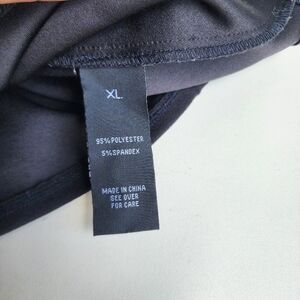 XL.
95% POLYESTER
5% SPANDEX
MADE IN CHINA
SEE OVER
FOR CARE